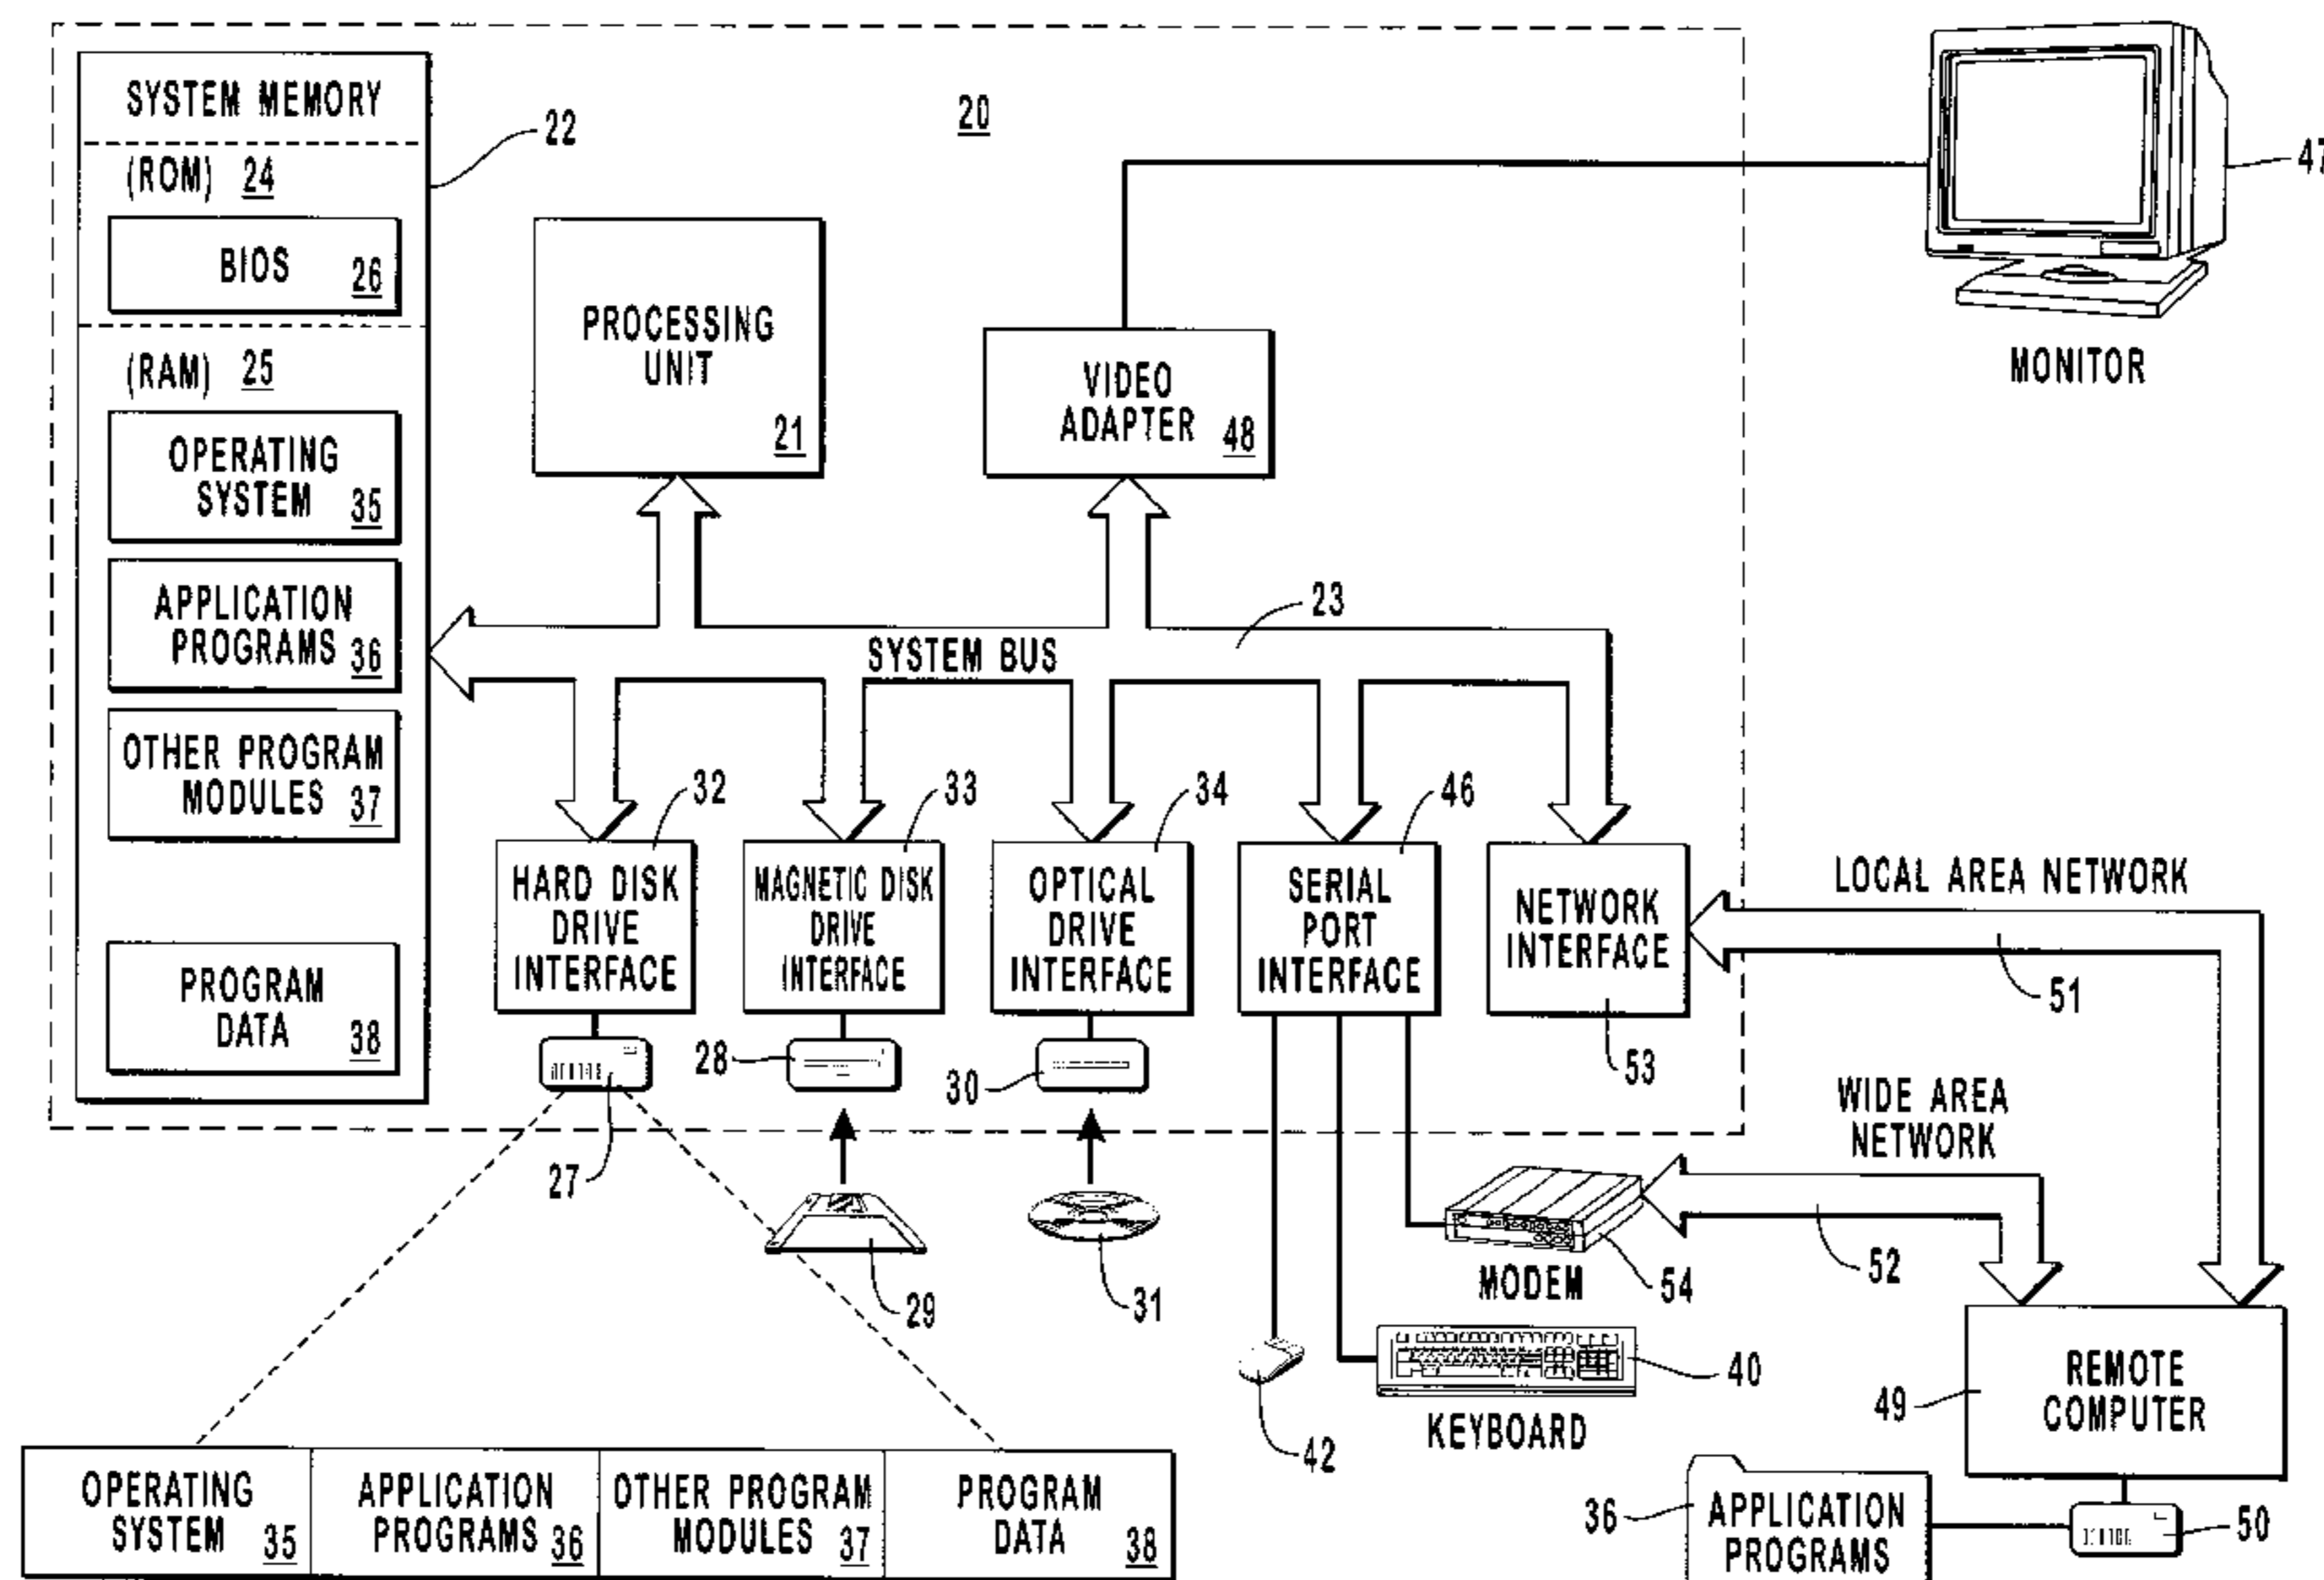 SYSTEM MEMORY
(ROM) 24
BIOS
26
(RAM) 25
OPERATING
SYSTEM 35
APPLICATION
PROGRAMS 36
OTHER PROGRAM
MODULES 37
PROGRAM
DATA 38
22
20
PROCESSING
UNIT
21
VIDEO
ADAPTER 48
47
MONITOR
23
SYSTEM BUS
32
33
34
46
HARD DISK
DRIVE
INTERFACE
MAGNETIC DISK
DRIVE
INTERFACE
OPTICAL
DRIVE
INTERFACE
SERIAL
PORT
INTERFACE
NETWORK
INTERFACE
LOCAL AREA NETWORK
51
53
28
30
27
29
31
WIDE AREA
NETWORK
52
MODEM
54
42
40
KEYBOARD
49
REMOTE
COMPUTER
50
36
APPLICATION
PROGRAMS
OPERATING
SYSTEM 35
APPLICATION
PROGRAMS 36
OTHER PROGRAM
MODULES 37
PROGRAM
DATA 38